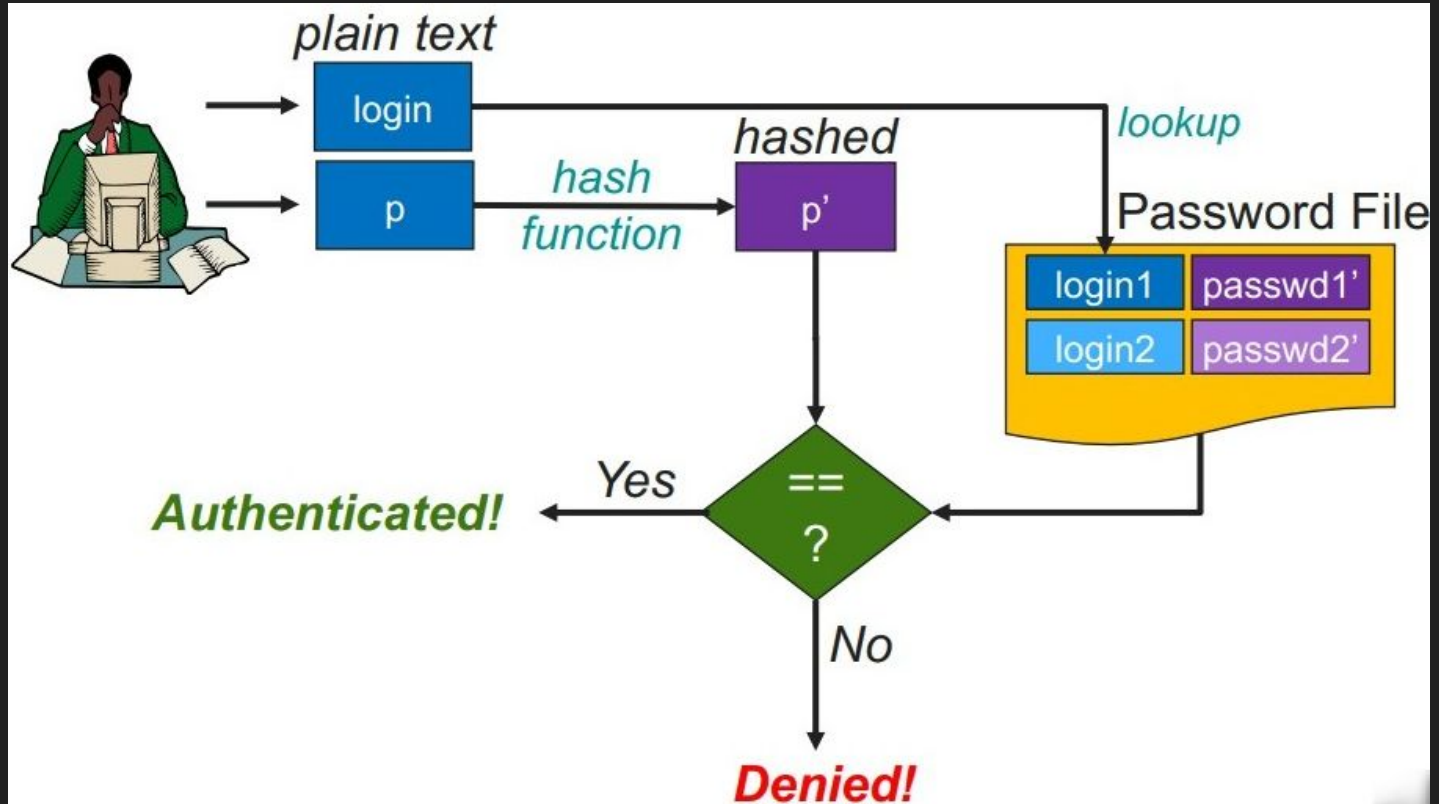 plain text
login
lookup
hashed
hash
function
p
p’
Password File
login1 passwd1’
login2 passwd2’
Yes
==
?
Authenticated!
No
Denied!